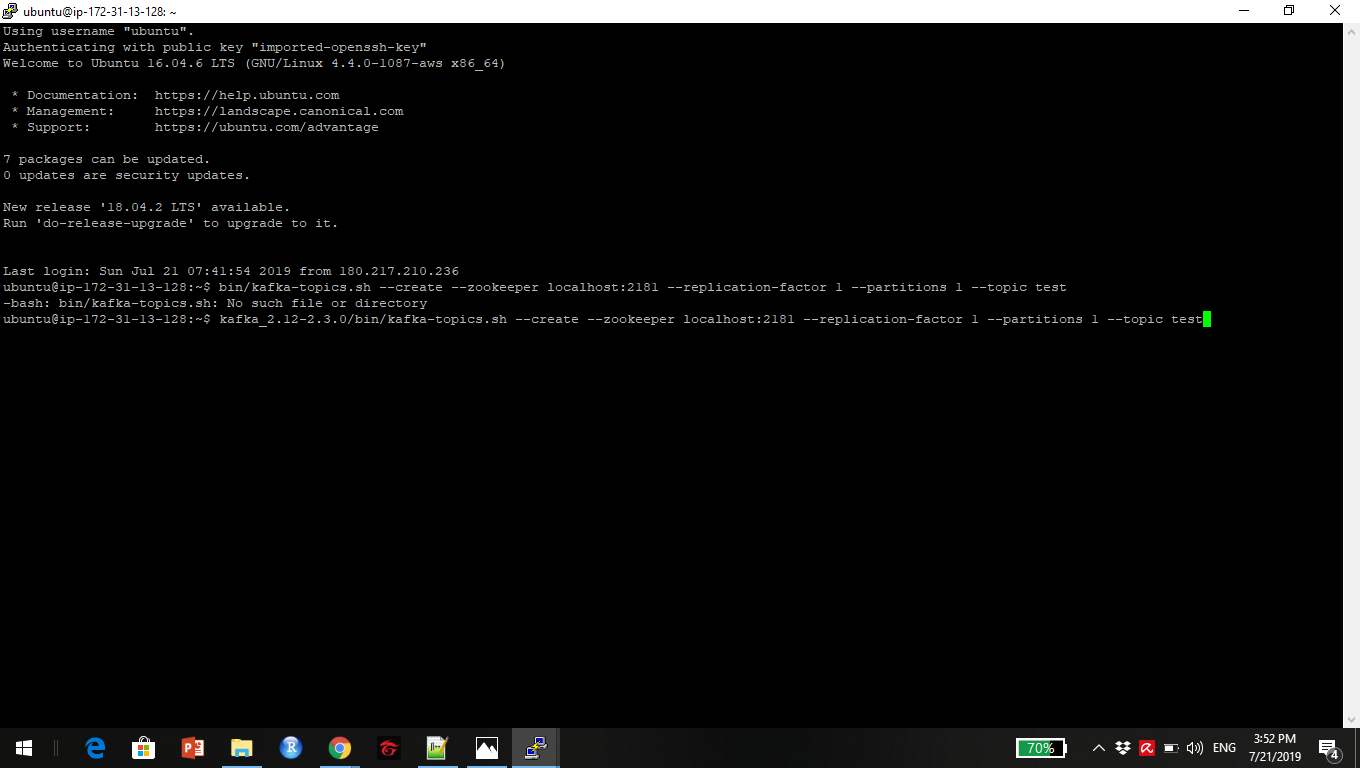 ubuntu@ip-172-31-13-128: ~
Using username "ubuntu".
Authenticating with public key "imported-openssh-key"
Welcome to Ubuntu 16.04.6 LTS (GNU/Linux 4.4.0-1087-aws x86_64)
* Documentation:  https://help.ubuntu.com
* Management:     https://landscape.canonical.com
* Support:        https://ubuntu.com/advantage
7 packages can be updated.
0 updates are security updates.
New release '18.04.2 LTS' available.
Run 'do-release-upgrade' to upgrade to it.
Last login: Sun Jul 21 07:41:54 2019 from 180.217.210.236
ubuntu@ip-172-31-13-128:~$ bin/kafka-topics.sh --create --zookeeper localhost:2181 --replication-factor 1 --partitions 1 --topic test
-bash: bin/kafka-topics.sh: No such file or directory
ubuntu@ip-172-31-13-128:~$ kafka_2.12-2.3.0/bin/kafka-topics.sh --create --zookeeper localhost:2181 --replication-factor 1 --partitions 1 --topic test
70%
ENG
3:52 PM
7/21/2019
4